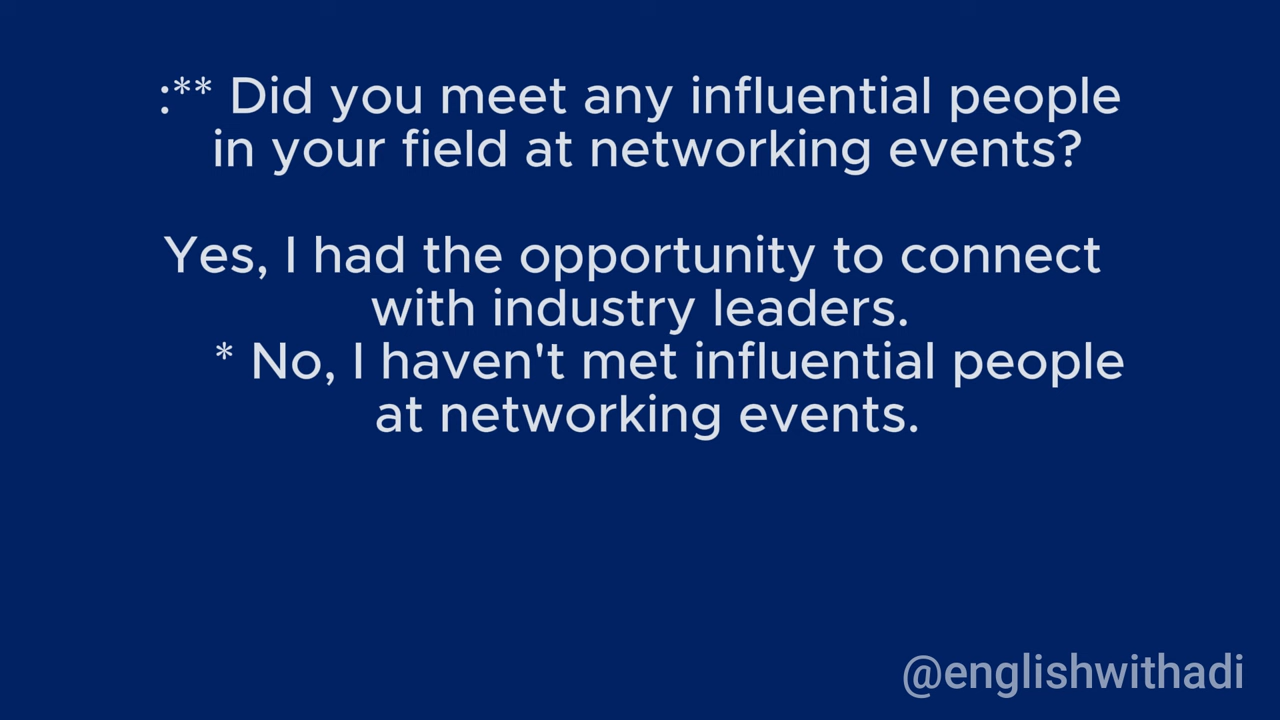 :** Did you meet any influential people
in your field at networking events?
Yes, I had the opportunity to connect
with industry leaders.
* No, I haven't met influential people
at networking events.
@englishwithadi